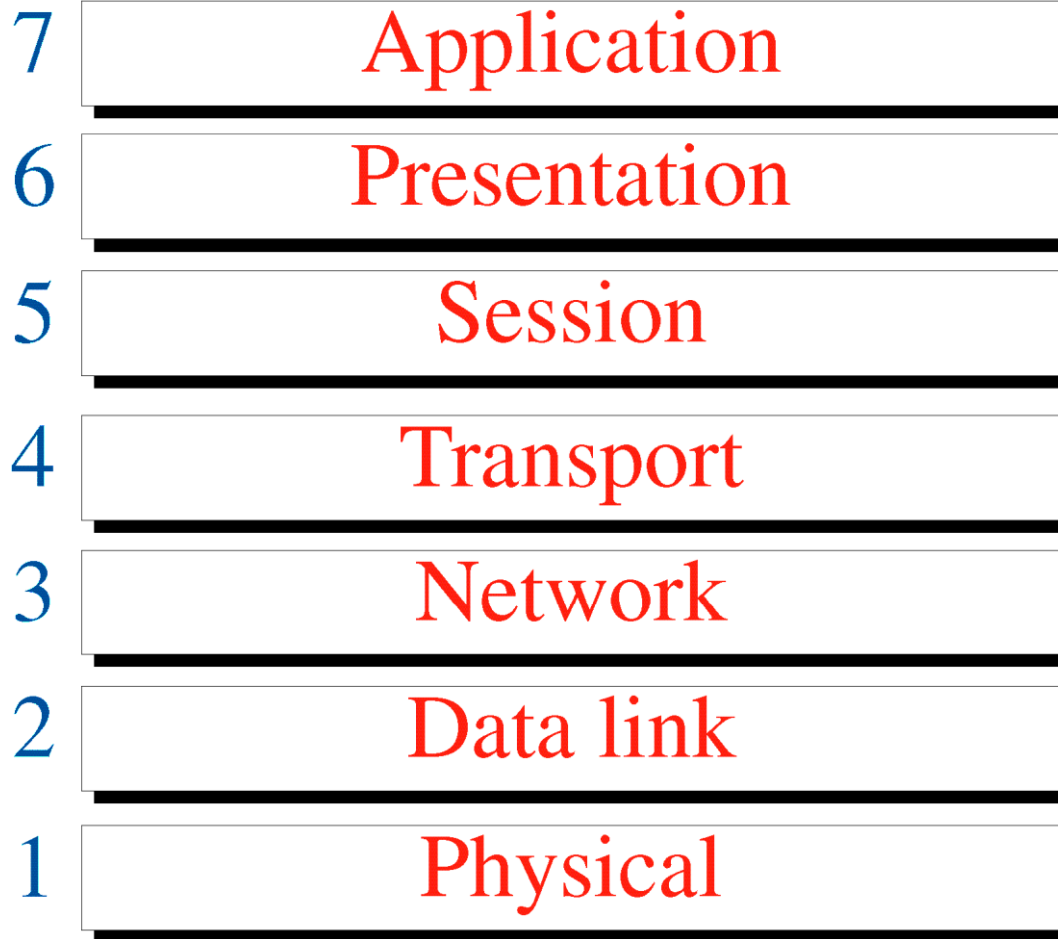 7 Application
6 Presentation
5 Session
4 Transport
3 Network
2 Data link
1 Physical